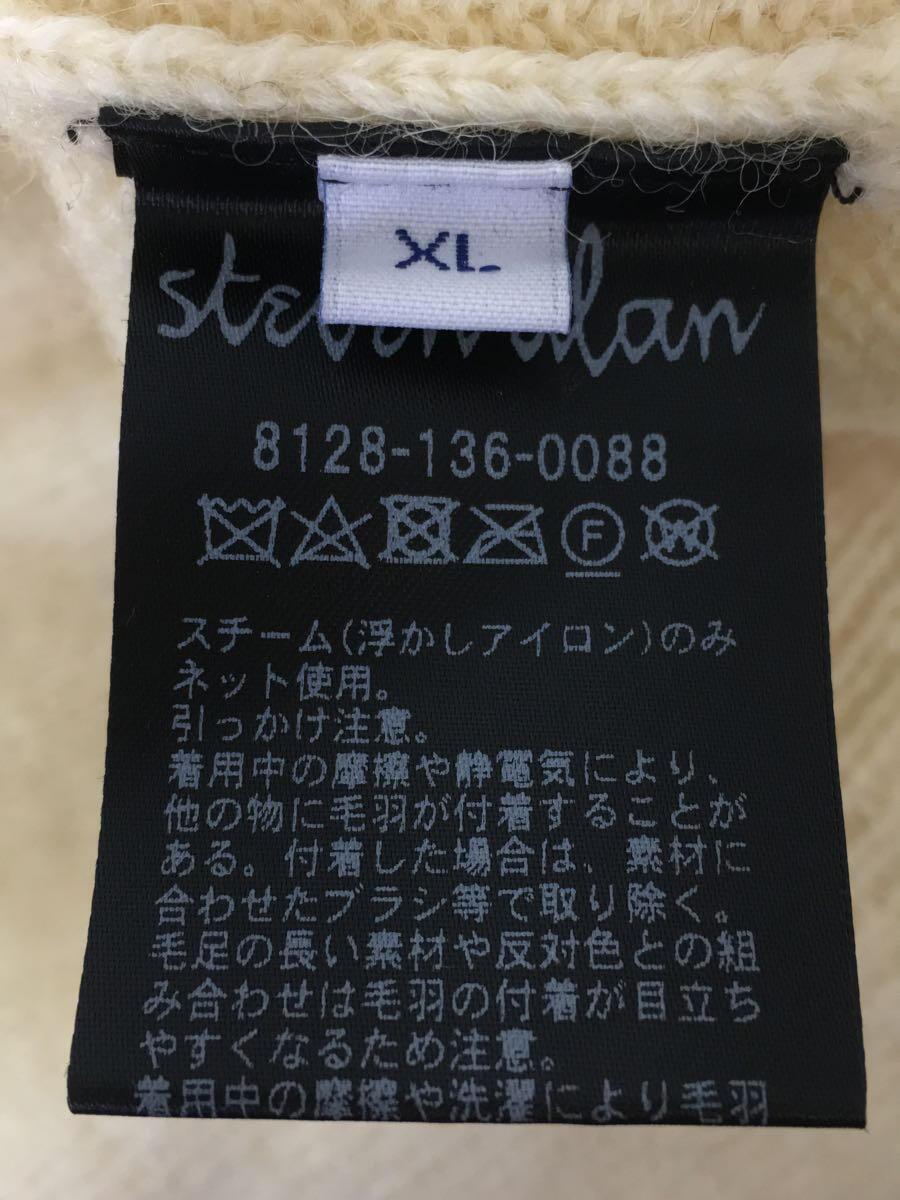 XL
steven alan
8128-136-0088
F
W
スチーム(浮かしアイロン)のみ
ネット使用。
引っかけ注意。
着用中の摩擦や静電気により、
他の物に毛羽が付着することが
ある。付着した場合は、素材に
合わせたブラシ等で取り除く。
毛足の長い素材や反対色との組
み合わせは毛羽の付着が目立ち
やすくなるため注意。
着用中の摩擦や洗濯により毛羽